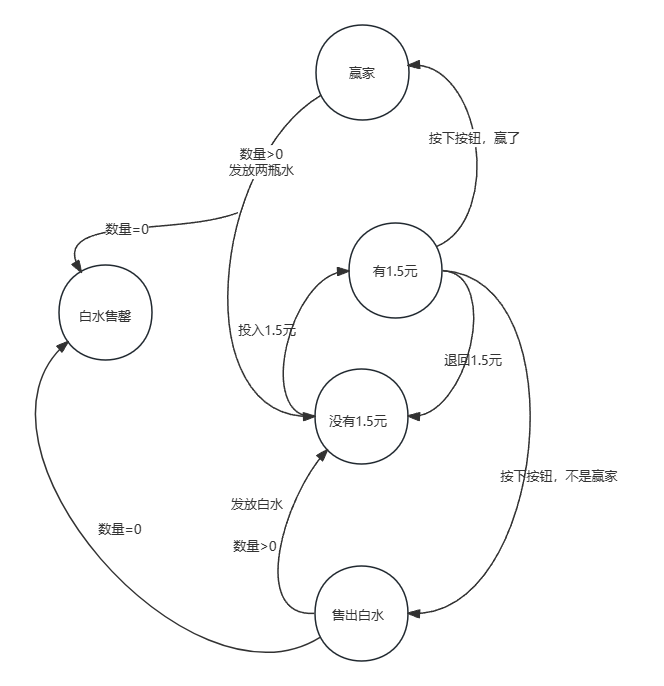 赢家
按下按钮，赢了
数量>0
发放两瓶水
数量=0
有1.5元
白水售罄
投入1.5元
退回1.5元
没有1.5元
按下按钮，不是赢家
发放白水
数量=0
数量>0
售出白水